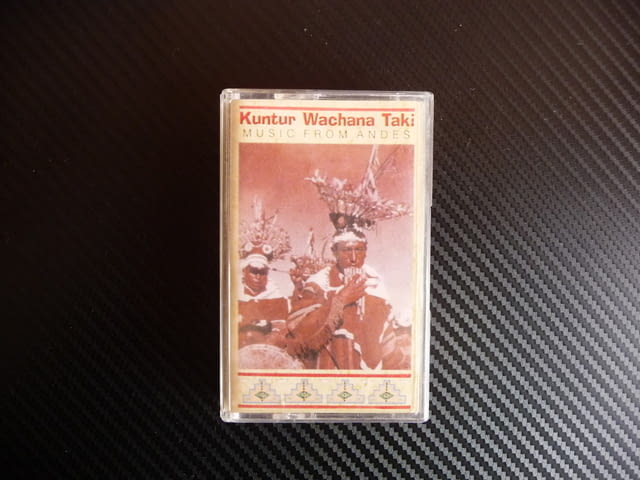 Kuntur Wachana Taki
MUSIC FROM ANDES